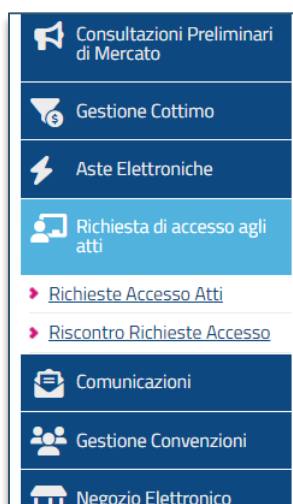 Consultazioni Preliminari
di Mercato
Gestione Cottimo
Aste Elettroniche
Richiesta di accesso agli
atti
Richieste Accesso Atti
Riscontro Richieste Accesso
Comunicazioni
Gestione Convenzioni
Negozio Elettronico